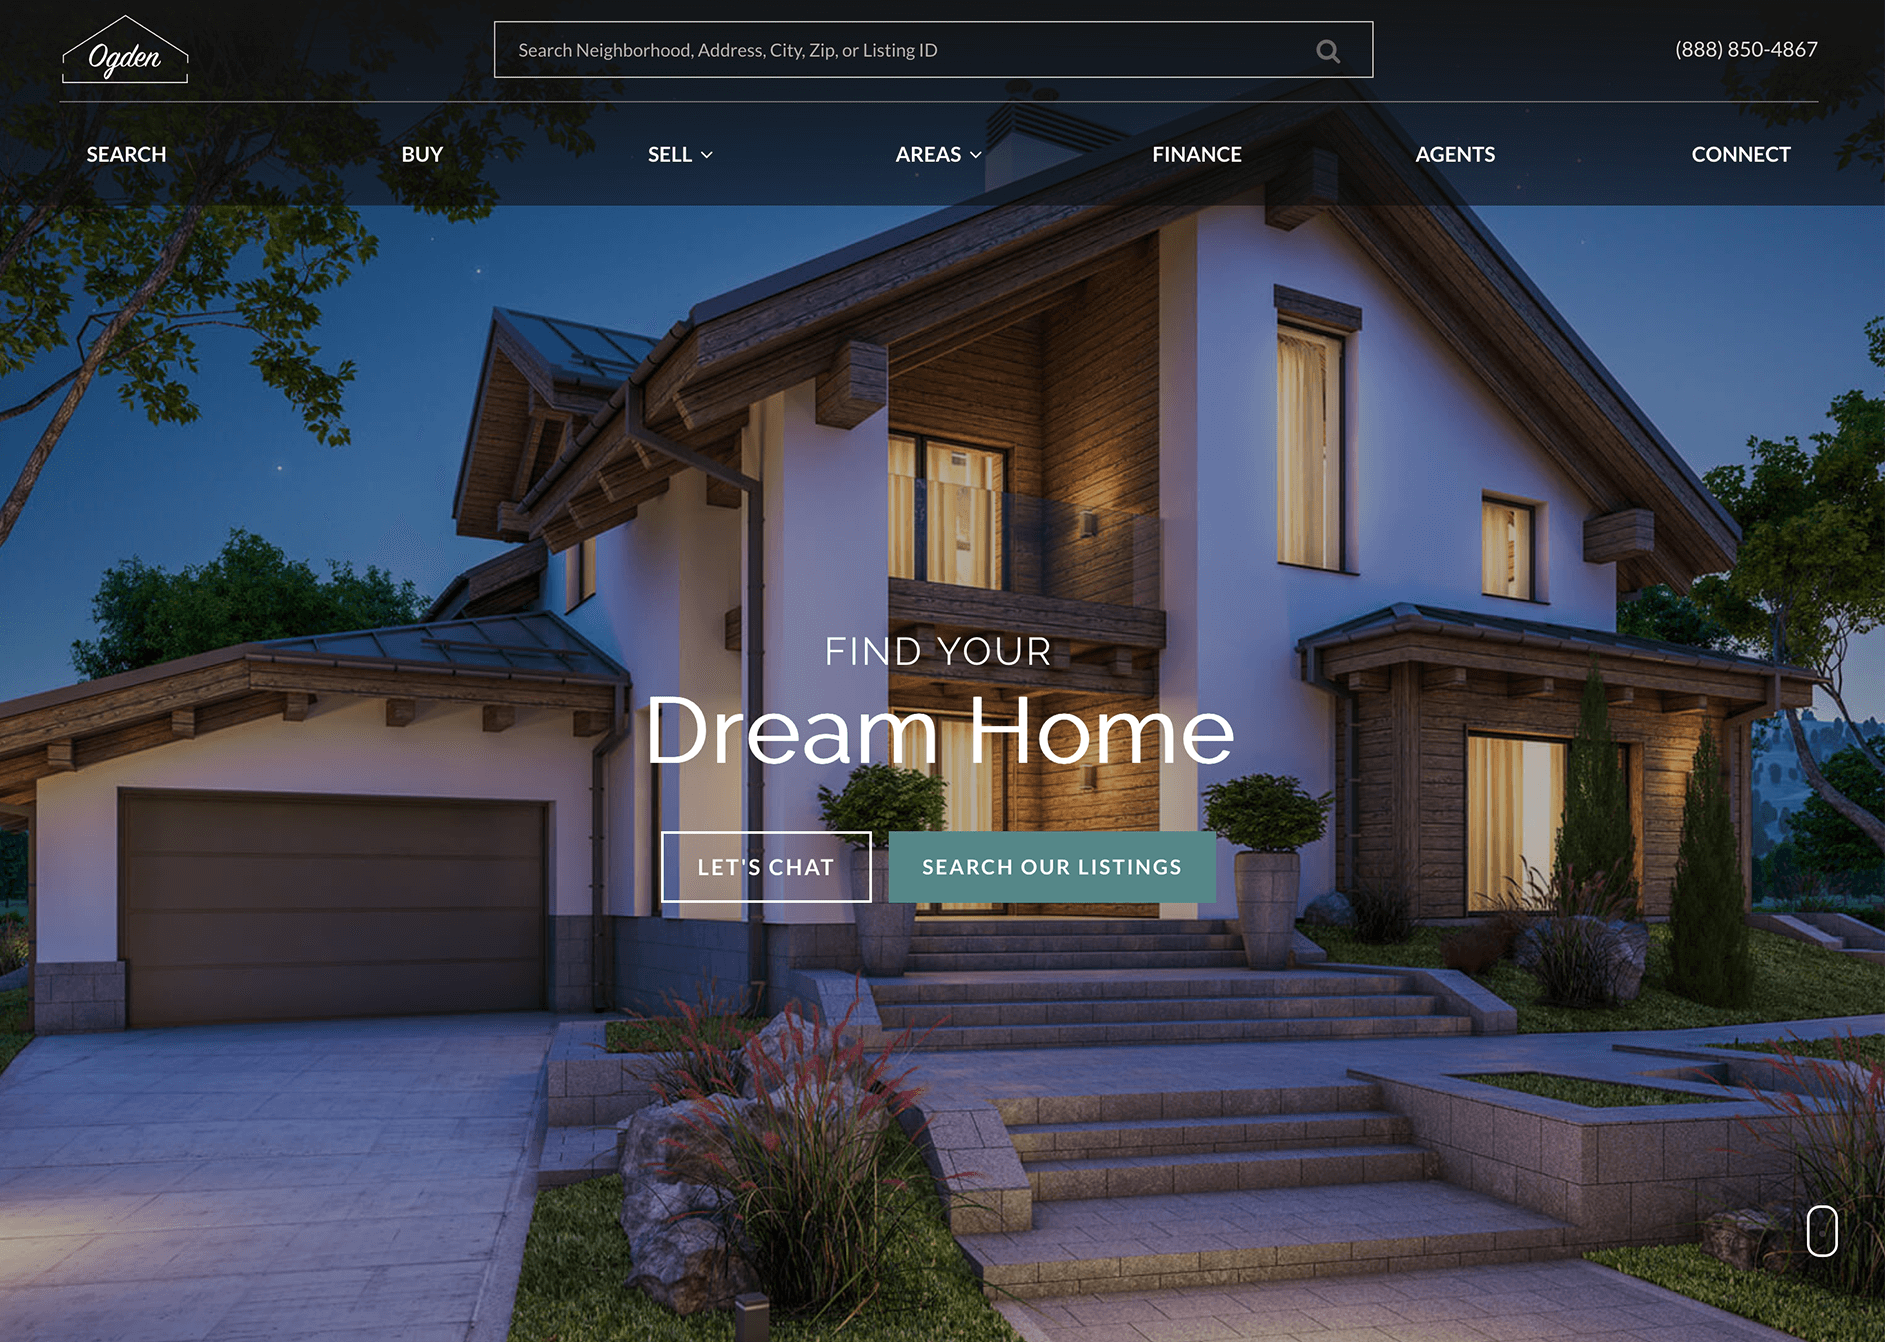 Ogden
Search Neighborhood, Address, City, Zip, or Listing ID
(888) 850-4867
SEARCH
BUY
SELL
AREAS
FINANCE
AGENTS
CONNECT
FIND YOUR
Dream Home
LET'S CHAT
SEARCH OUR LISTINGS